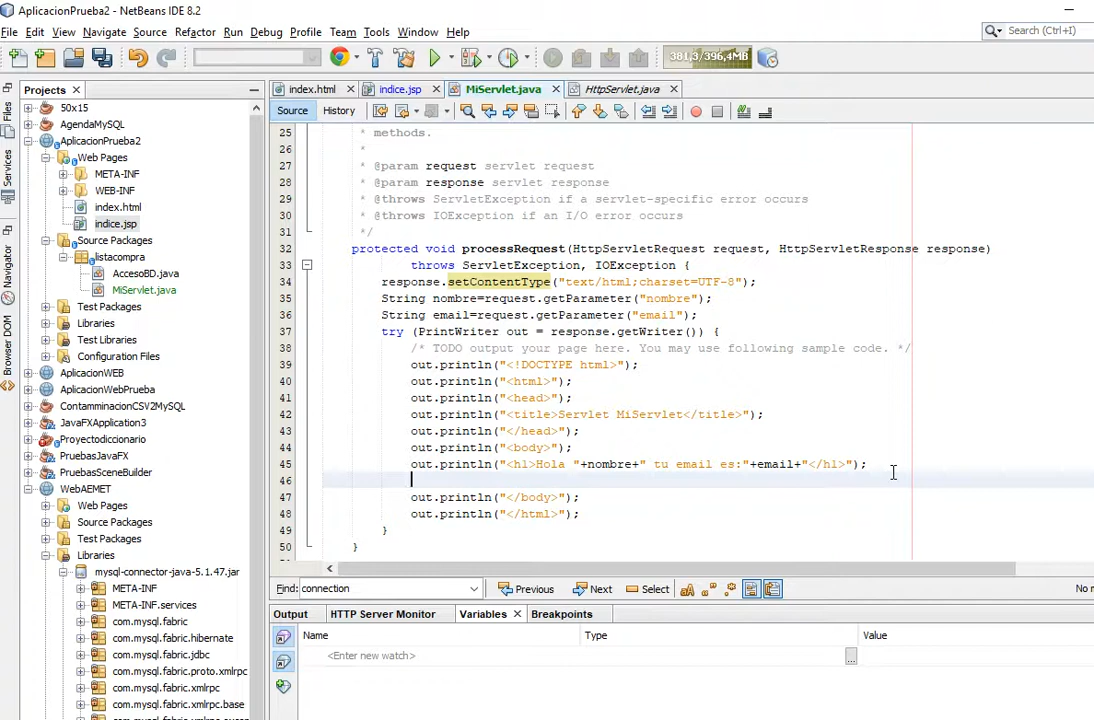 AplicacionPrueba2 - NetBeans IDE 8.2
File Edit View Navigate Source Refactor Run Debug Profile Team Tools Window Help
Search (Ctrl+I)
381,3/396,4MB
Projects
index.html indice.jsp MiServlet.java HttpServlet.java
Source History
Files
Services
Navigator
Browser DOM
50x15
AgendaMySQL
AplicacionPrueba2
Web Pages
META-INF
WEB-INF
index.html
indice.jsp
Source Packages
listacompra
AccesoBD.java
MiServlet.java
Test Packages
Libraries
Test Libraries
Configuration Files
AplicacionWEB
AplicacionWebPrueba
ContamminacionCSV2MySQL
JavaFXApplication3
Proyectodiccionario
PruebasJavaFX
PruebasSceneBuilder
WebAEMET
Web Pages
Source Packages
Test Packages
Libraries
mysql-connector-java-5.1.47.jar
META-INF
META-INF.services
com.mysql.fabric
com.mysql.fabric.hibernate
com.mysql.fabric.jdbc
com.mysql.fabric.proto.xmlrpc
com.mysql.fabric.xmlrpc
com.mysql.fabric.xmlrpc.base
25 * methods.
26 *
27 * @param request servlet request
28 * @param response servlet response
29 * @throws ServletException if a servlet-specific error occurs
30 * @throws IOException if an I/O error occurs
31 */
32 protected void processRequest(HttpServletRequest request, HttpServletResponse response)
33 throws ServletException, IOException {
34 response.setContentType("text/html;charset=UTF-8");
35 String nombre=request.getParameter("nombre");
36 String email=request.getParameter("email");
37 try (PrintWriter out = response.getWriter()) {
38 /* TODO output your page here. You may use following sample code. */
39 out.println("<!DOCTYPE html>");
40 out.println("<html>");
41 out.println("<head>");
42 out.println("<title>Servlet MiServlet</title>");
43 out.println("</head>");
44 out.println("<body>");
45 out.println("<h1>Hola "+nombre+" tu email es:"+email+"</h1>");
46
47 out.println("</body>");
48 out.println("</html>");
49 }
50 }
Find: connection Previous Next Select
Output HTTP Server Monitor Variables Breakpoints
Name Type Value
<Enter new watch> ...